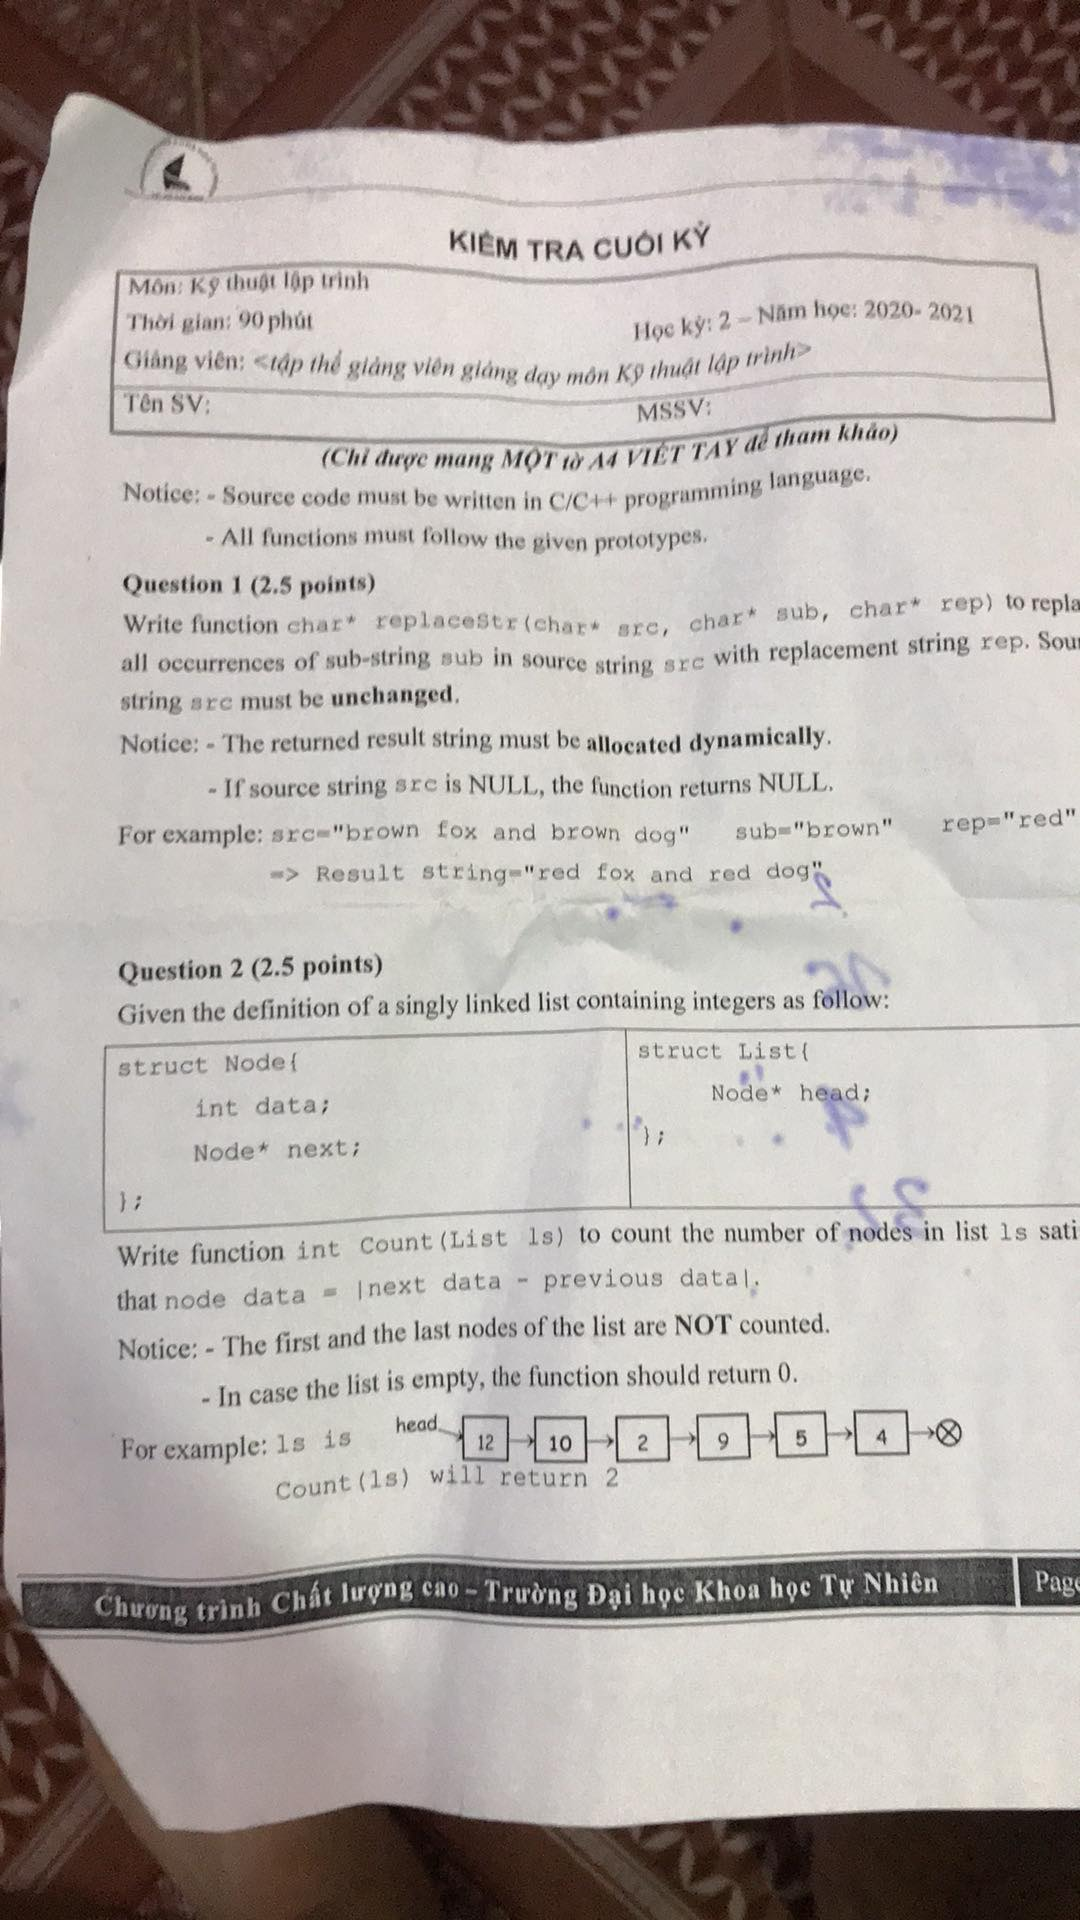 KIỂM TRA CUỐI KỲ
Môn: Kỹ thuật lập trình
Thời gian: 90 phút Học kỳ: 2 – Năm học: 2020- 2021
Giảng viên: <tập thể giảng viên giảng dạy môn Kỹ thuật lập trình>
Tên SV: MSSV:
(Chỉ được mang MỘT tờ A4 VIẾT TAY để tham khảo)
Notice: - Source code must be written in C/C++ programming language.
- All functions must follow the given prototypes.
Question 1 (2.5 points)
Write function char* replaceStr(char* src, char* sub, char* rep) to repla
all occurrences of sub-string sub in source string src with replacement string rep. Sour
string src must be unchanged.
Notice: - The returned result string must be allocated dynamically.
- If source string src is NULL, the function returns NULL.
For example: src="brown fox and brown dog" sub="brown" rep="red"
=> Result string="red fox and red dog"
Question 2 (2.5 points)
Given the definition of a singly linked list containing integers as follow:
struct Node{
int data;
Node* next;
};
struct List{
Node* head;
};
Write function int Count(List ls) to count the number of nodes in list ls sati
that node data = |next data - previous data|.
Notice: - The first and the last nodes of the list are NOT counted.
- In case the list is empty, the function should return 0.
For example: ls is head 12 10 2 9 5 4
Count(ls) will return 2
Chương trình Chất lượng cao – Trường Đại học Khoa học Tự Nhiên Page